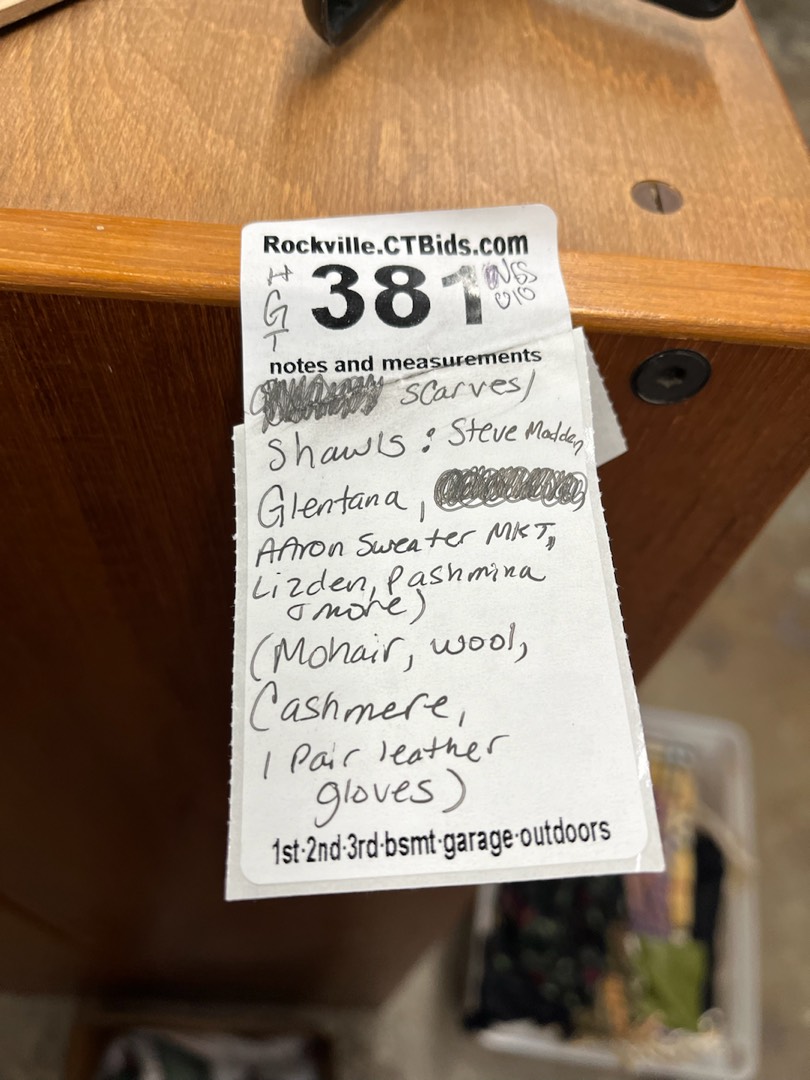 Rockville.CTBids.com
HGT 381
notes and measurements
scarves/
shawls: Steve Madden
Glentana,
AAron Sweater MKT,
Lizden, Pashmina
& more)
(Mohair, wool,
Cashmere,
1 Pair leather
gloves)
1st·2nd·3rd·bsmt·garage·outdoors